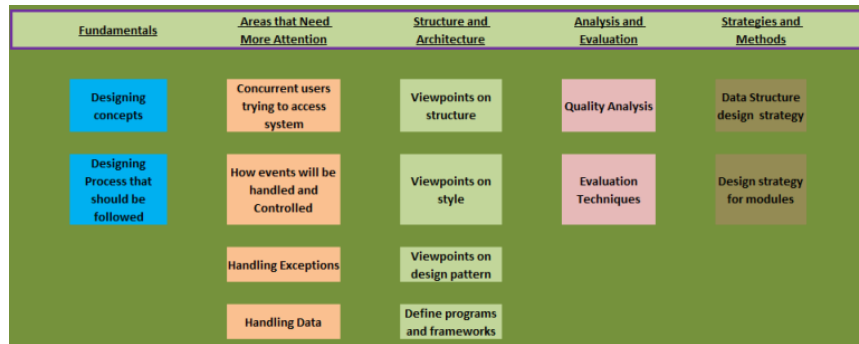 Fundamentals
Areas that Need
More Attention
Structure and
Architecture
Analysis and
Evaluation
Strategies and
Methods
Designing
concepts
Concurrent users
trying to access
system
Viewpoints on
structure
Quality Analysis
Data Structure
design strategy
Designing
Process that
should be
followed
How events will be
handled and
Controlled
Viewpoints on
style
Evaluation
Techniques
Design strategy
for modules
Handling Exceptions
Viewpoints on
design pattern
Handling Data
Define programs
and frameworks